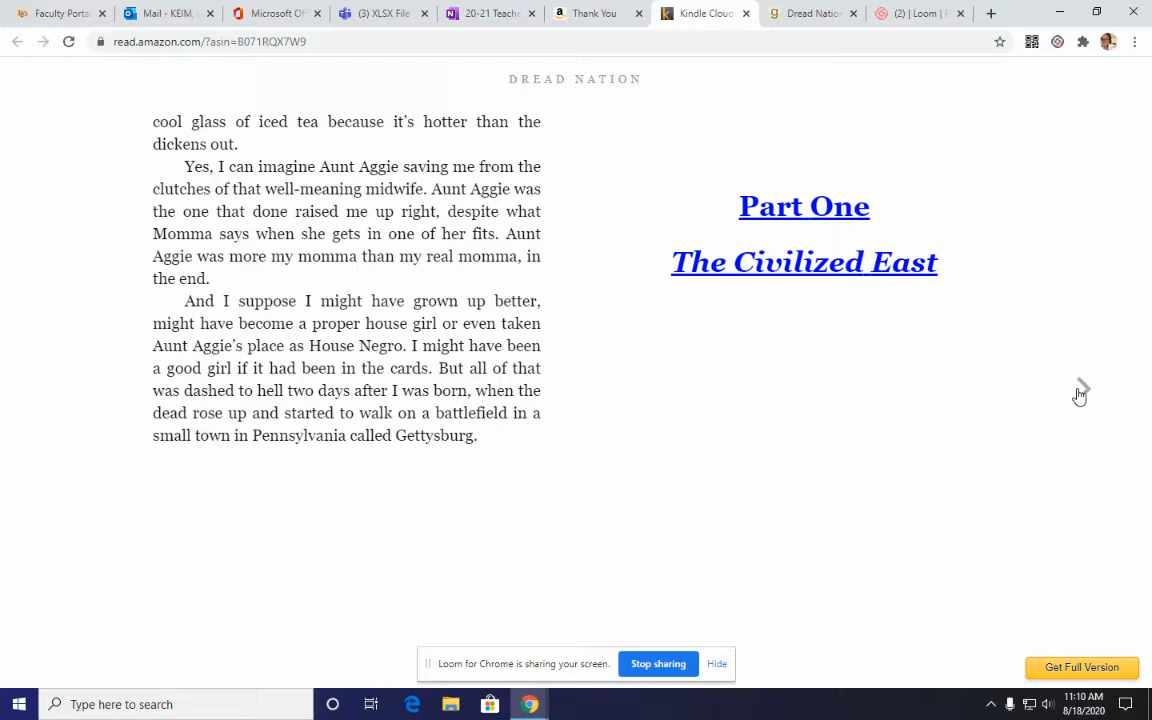 Faculty Porta
Mail - KEIM,
Microsoft Of
(3) XLSX File
20-21 Teache
Thank You
Kindle Cloud
Dread Natio
(2) | Loom |
read.amazon.com/?asin=B071RQX7W9
DREAD NATION
cool glass of iced tea because it's hotter than the
dickens out.
Yes, I can imagine Aunt Aggie saving me from the
clutches of that well-meaning midwife. Aunt Aggie was
the one that done raised me up right, despite what
Momma says when she gets in one of her fits. Aunt
Aggie was more my momma than my real momma, in
the end.
And I suppose I might have grown up better,
might have become a proper house girl or even taken
Aunt Aggie's place as House Negro. I might have been
a good girl if it had been in the cards. But all of that
was dashed to hell two days after I was born, when the
dead rose up and started to walk on a battlefield in a
small town in Pennsylvania called Gettysburg.
Part One
The Civilized East
Loom for Chrome is sharing your screen.
Stop sharing
Hide
Get Full Version
Type here to search
11:10 AM
8/18/2020